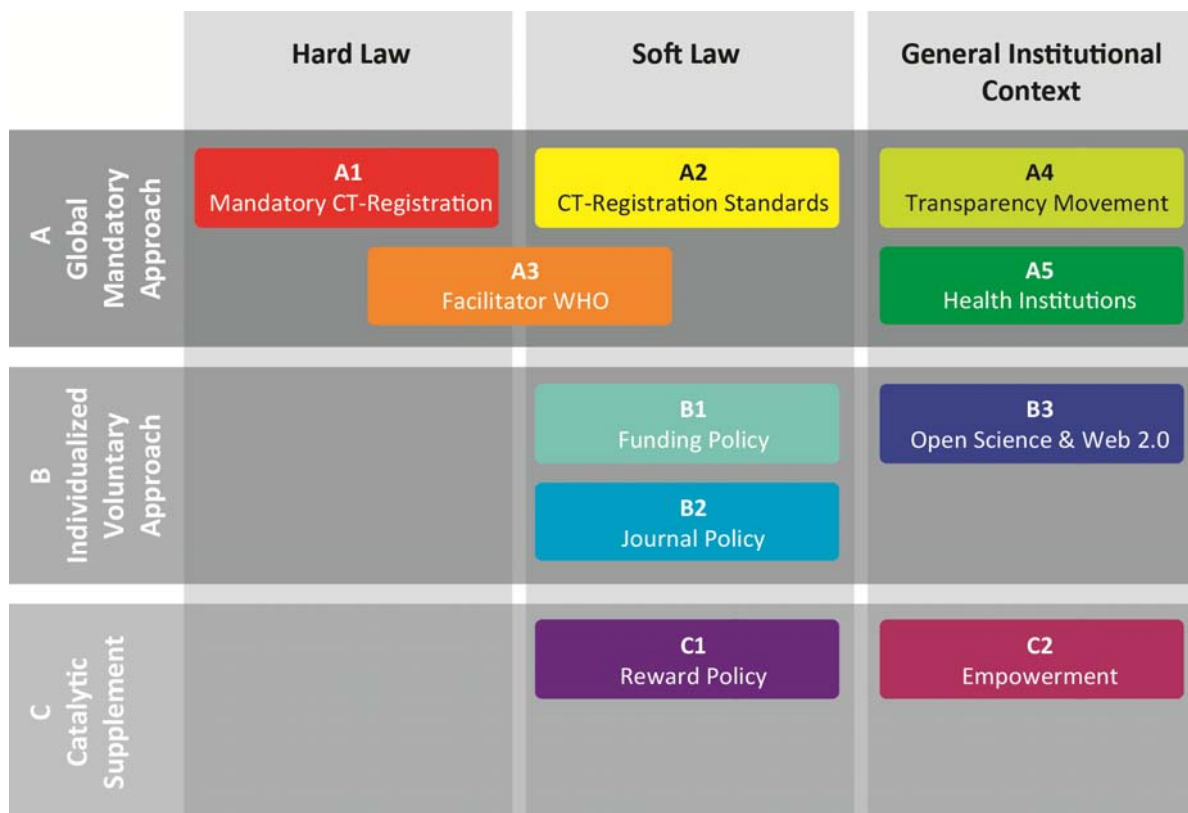 Hard Law
Soft Law
General Institutional
Context
A
Global
Mandatory
Approach
A1
Mandatory CT-Registration
A2
CT-Registration Standards
A4
Transparency Movement
A3
Facilitator WHO
A5
Health Institutions
B
Individualized
Voluntary
Approach
B1
Funding Policy
B3
Open Science & Web 2.0
B2
Journal Policy
C
Catalytic
Supplement
C1
Reward Policy
C2
Empowerment